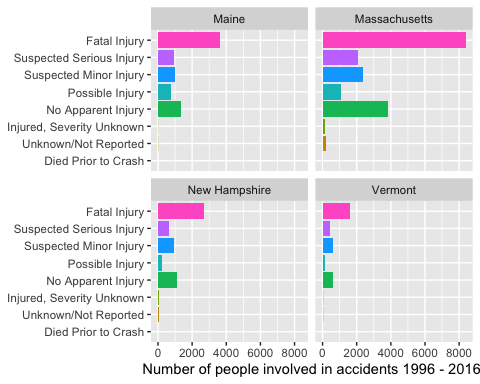 Maine
Massachusetts
Fatal Injury
Suspected Serious Injury
Suspected Minor Injury
Possible Injury
No Apparent Injury
Injured, Severity Unknown
Unknown/Not Reported
Died Prior to Crash
New Hampshire
Vermont
Fatal Injury
Suspected Serious Injury
Suspected Minor Injury
Possible Injury
No Apparent Injury
Injured, Severity Unknown
Unknown/Not Reported
Died Prior to Crash
0 2000 4000 6000 8000
0 2000 4000 6000 8000
Number of people involved in accidents 1996 - 2016